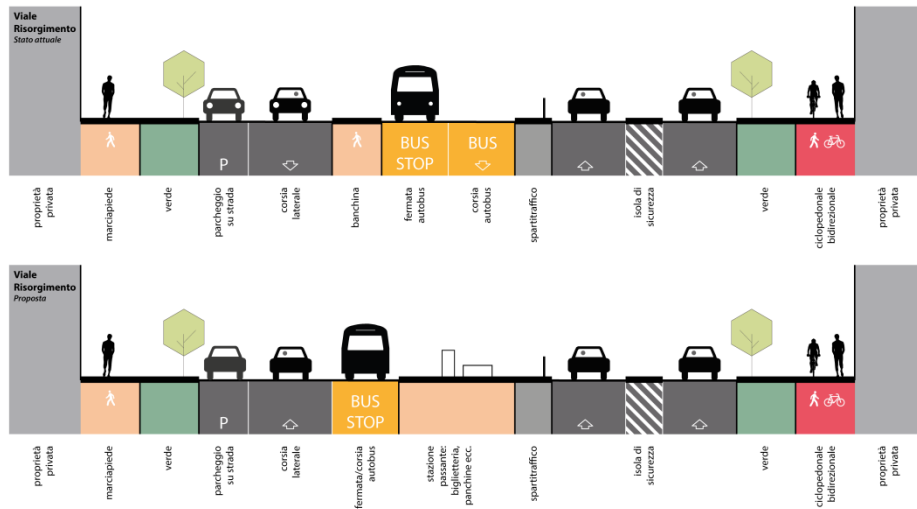 Viale
Risorgimento
Stato attuale
P
BUS
STOP
BUS
proprietà
privata
marciapiede
verde
parcheggio
su strada
corsia
laterale
banchina
fermata
autobus
corsia
autobus
spartitraffico
isola di
sicurezza
verde
ciclopedonale
bidirezionale
proprietà
privata
Viale
Risorgimento
Proposta
P
BUS
STOP
proprietà
privata
marciapiede
verde
parcheggio
su strada
corsia
laterale
fermata/corsia
autobus
stazione
passante:
biglietteria,
panchine ecc.
spartitraffico
isola di
sicurezza
verde
ciclopedonale
bidirezionale
proprietà
privata